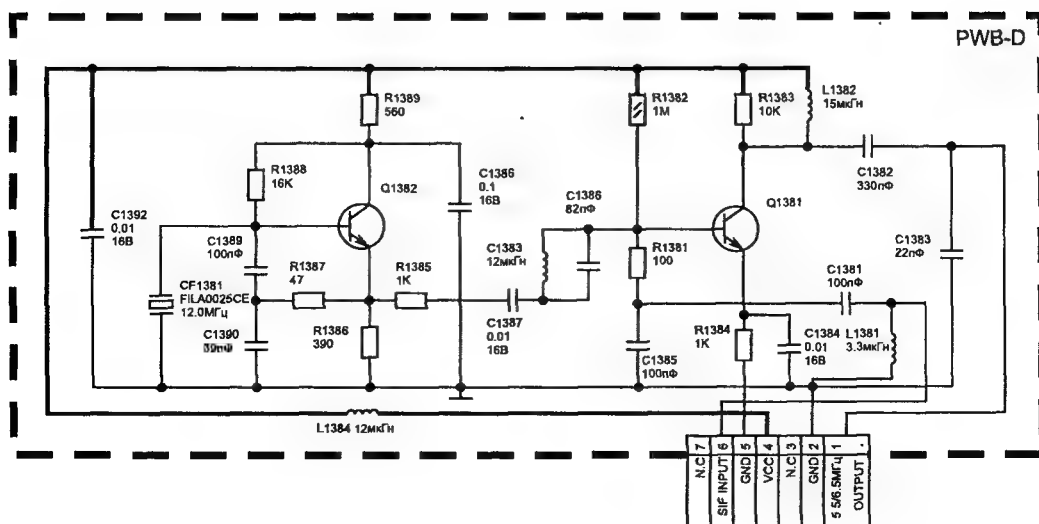 PWB-D
R1389
560
R1382
1M
R1383
10K
L1382
15мкГн
R1388
16K
Q1382
C1386
0.1
16В
C1386
82пФ
C1382
330пФ
Q1381
C1392
0,01
16В
C1389
100пФ
C1383
12мкГн
R1381
100
C1383
22пФ
R1387
47
R1385
1K
C1381
100пФ
CF1381
FILA0025CE
12.0МГц
C1390
39пФ
R1386
390
C1387
0.01
16В
C1385
100пФ
R1384
1K
C1384
0.01
16В
L1381
3.3мкГн
L1384 12мкГн
N.C 7
SIF INPUT 6
GND 5
VCC 4
N.C 3
GND 2
5 5/6.5МГц 1
OUTPUT